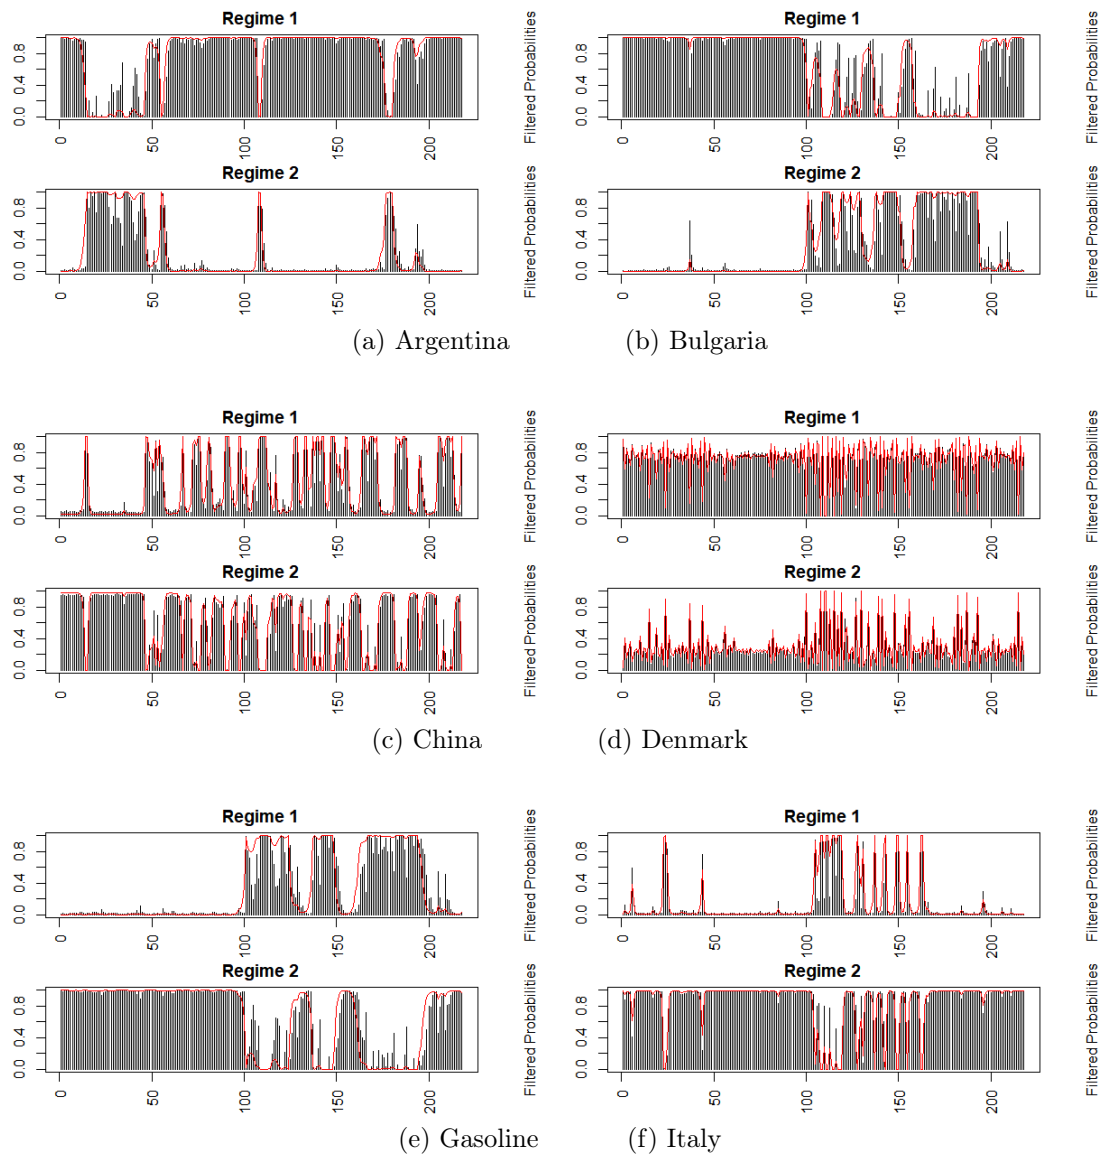 Regime 1
0.0 0.4 0.8
Filtered Probabilities
0 50 100 150 200
Regime 2
0.0 0.4 0.8
Filtered Probabilities
0 50 100 150 200
(a) Argentina
Regime 1
0.0 0.4 0.8
Filtered Probabilities
0 50 100 150 200
Regime 2
0.0 0.4 0.8
Filtered Probabilities
0 50 100 150 200
(b) Bulgaria
Regime 1
0.0 0.4 0.8
Filtered Probabilities
0 50 100 150 200
Regime 2
0.0 0.4 0.8
Filtered Probabilities
0 50 100 150 200
(c) China
Regime 1
0.0 0.4 0.8
Filtered Probabilities
0 50 100 150 200
Regime 2
0.0 0.4 0.8
Filtered Probabilities
0 50 100 150 200
(d) Denmark
Regime 1
0.0 0.4 0.8
Filtered Probabilities
0 50 100 150 200
Regime 2
0.0 0.4 0.8
Filtered Probabilities
0 50 100 150 200
(e) Gasoline
Regime 1
0.0 0.4 0.8
Filtered Probabilities
0 50 100 150 200
Regime 2
0.0 0.4 0.8
Filtered Probabilities
0 50 100 150 200
(f) Italy